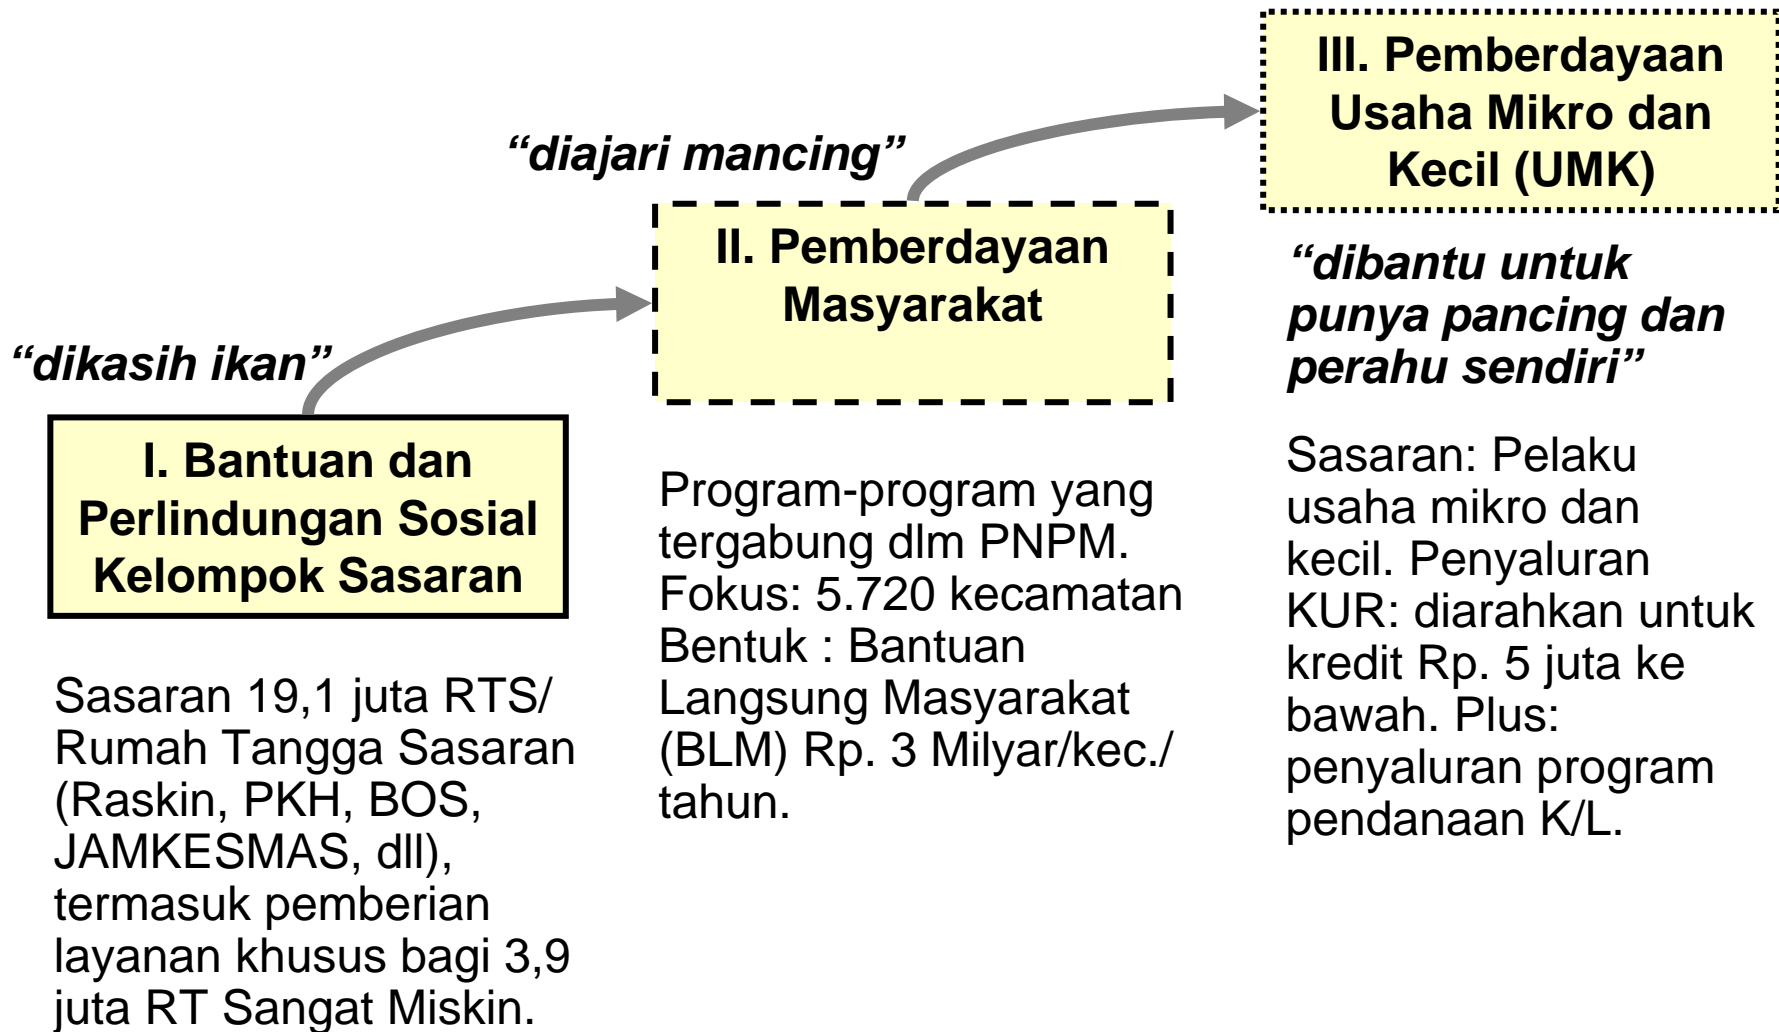 “dikasih ikan”
I. Bantuan dan
Perlindungan Sosial
Kelompok Sasaran
Sasaran 19,1 juta RTS/
Rumah Tangga Sasaran
(Raskin, PKH, BOS,
JAMKESMAS, dll),
termasuk pemberian
layanan khusus bagi 3,9
juta RT Sangat Miskin.
“diajari mancing”
II. Pemberdayaan
Masyarakat
Program-program yang
tergabung dlm PNPM.
Fokus: 5.720 kecamatan
Bentuk : Bantuan
Langsung Masyarakat
(BLM) Rp. 3 Milyar/kec./
tahun.
III. Pemberdayaan
Usaha Mikro dan
Kecil (UMK)
“dibantu untuk
punya pancing dan
perahu sendiri”
Sasaran: Pelaku
usaha mikro dan
kecil. Penyaluran
KUR: diarahkan untuk
kredit Rp. 5 juta ke
bawah. Plus:
penyaluran program
pendanaan K/L.